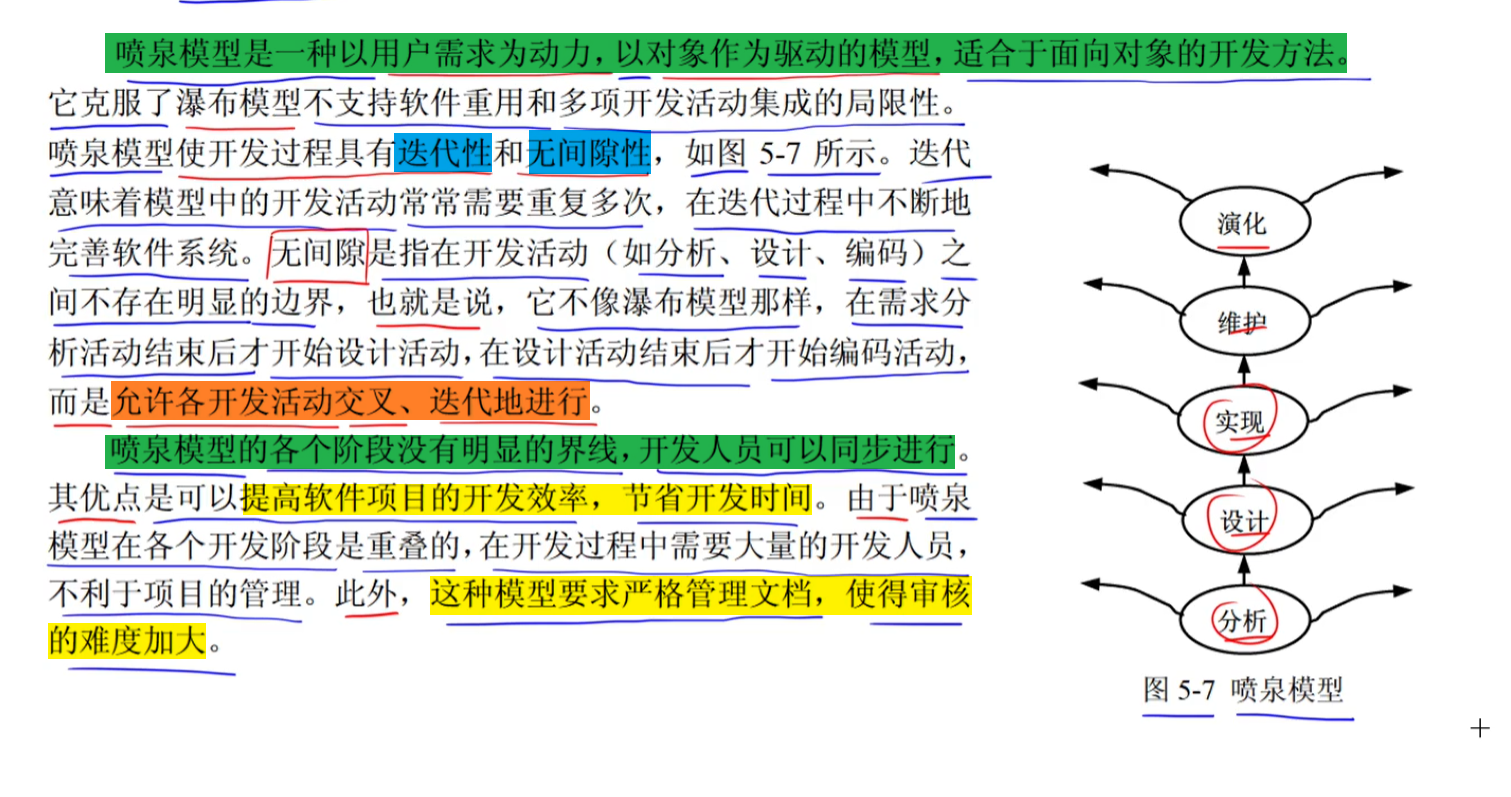 喷泉模型是一种以用户需求为动力，以对象作为驱动的模型，适合于面向对象的开发方法。
它克服了瀑布模型不支持软件重用和多项开发活动集成的局限性。
喷泉模型使开发过程具有迭代性和无间隙性，如图 5-7 所示。迭代
意味着模型中的开发活动常常需要重复多次，在迭代过程中不断地
完善软件系统。无间隙是指在开发活动（如分析、设计、编码）之
间不存在明显的边界，也就是说，它不像瀑布模型那样，在需求分
析活动结束后才开始设计活动，在设计活动结束后才开始编码活动，
而是允许各开发活动交叉、迭代地进行。
喷泉模型的各个阶段没有明显的界线，开发人员可以同步进行。
其优点是可以提高软件项目的开发效率，节省开发时间。由于喷泉
模型在各个开发阶段是重叠的，在开发过程中需要大量的开发人员，
不利于项目的管理。此外，这种模型要求严格管理文档，使得审核
的难度加大。
演化
维护
实现
设计
分析
图 5-7 喷泉模型